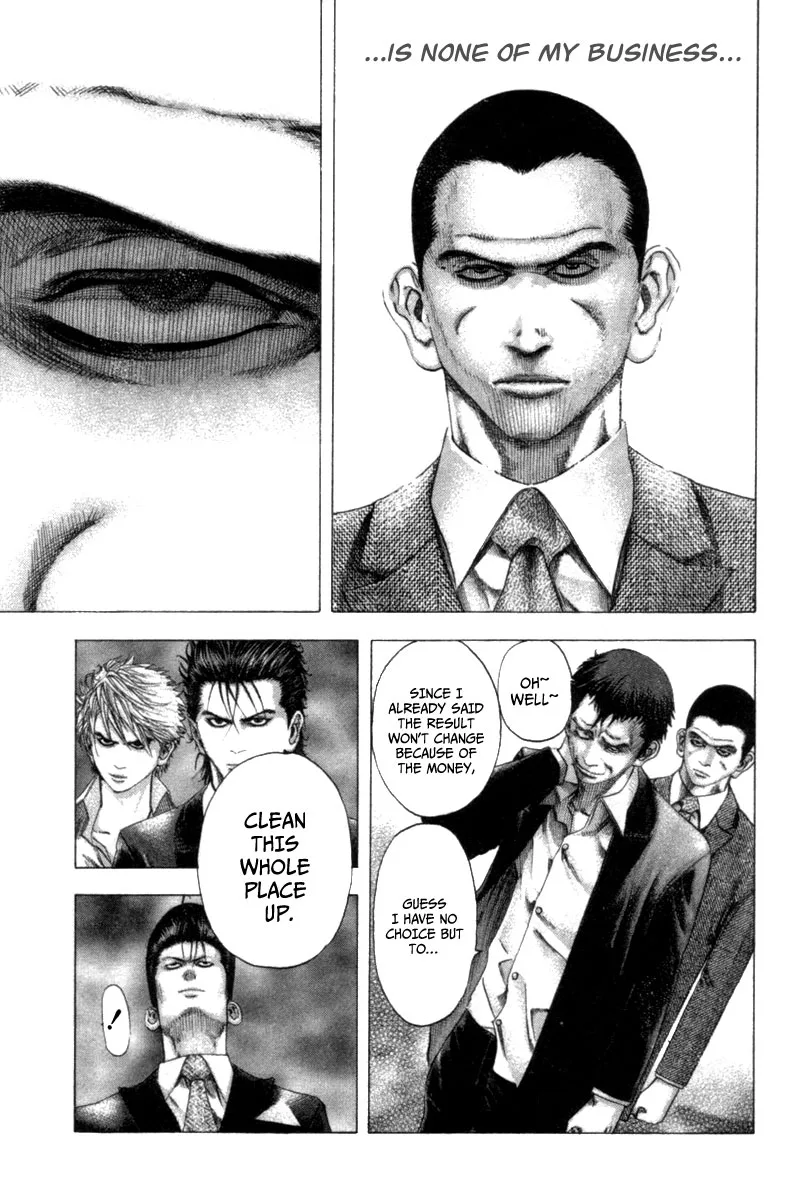 ...IS NONE OF MY BUSINESS...
OH~
WELL~
SINCE I
ALREADY SAID
THE RESULT
WON'T CHANGE
BECAUSE OF
THE MONEY,
GUESS
I HAVE NO
CHOICE BUT
TO...
CLEAN
THIS
WHOLE
PLACE
UP.
!